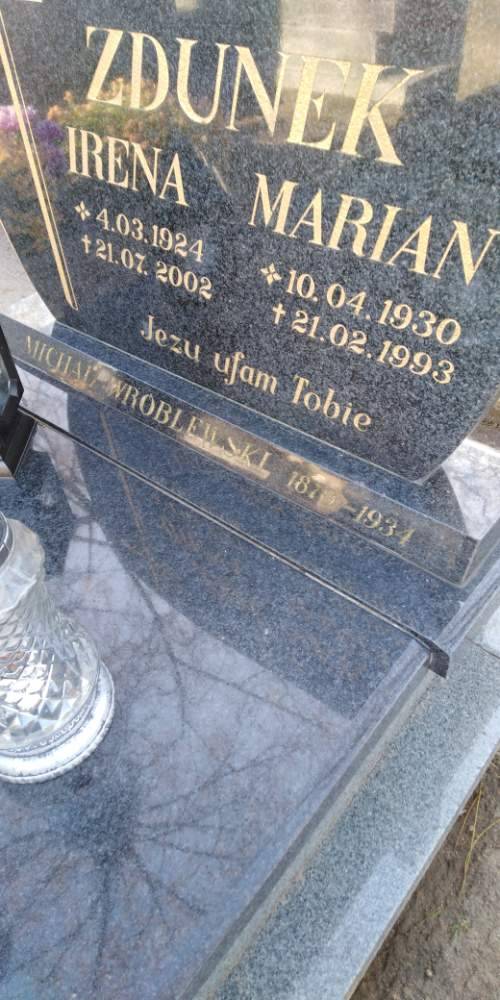 ZDUNEK
IRENA MARIAN
4.03.1924 10.04.1930
† 21.07.2002 † 21.02.1993
Jezu ufam Tobie
MICHAŁ WRÓBLEWSKI -1934